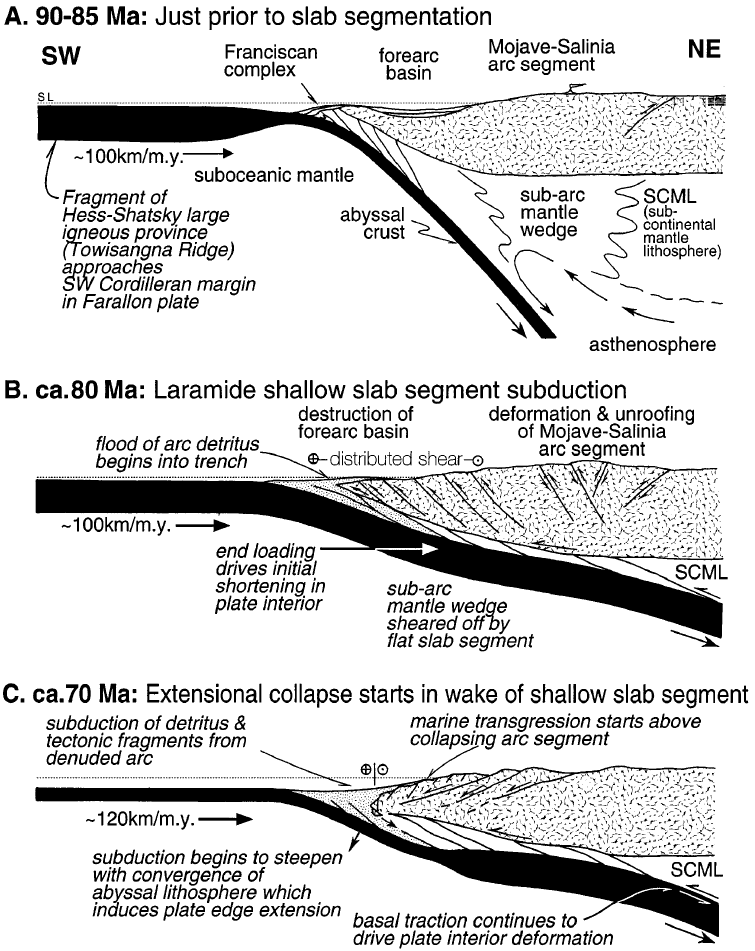 A. 90-85 Ma: Just prior to slab segmentation
SW
Franciscan
complex
forearc
basin
Mojave-Salinia
arc segment
NE
SL
~100km/m.y.
suboceanic mantle
Fragment of
Hess-Shatsky large
igneous province
(Towisangna Ridge)
approaches
SW Cordilleran margin
in Farallon plate
abyssal
crust
sub-arc
mantle
wedge
SCML
(sub-
continental
mantle
lithosphere)
asthenosphere
B. ca.80 Ma: Laramide shallow slab segment subduction
flood of arc detritus
begins into trench
destruction of
forearc basin
⊕–distributed shear–⊙
deformation & unroofing
of Mojave-Salinia
arc segment
~100km/m.y.
end loading
drives initial
shortening in
plate interior
sub-arc
mantle wedge
sheared off by
flat slab segment
SCML
C. ca.70 Ma: Extensional collapse starts in wake of shallow slab segment
subduction of detritus &
tectonic fragments from
denuded arc
marine transgression starts above
collapsing arc segment
⊕|⊙
~120km/m.y.
subduction begins to steepen
with convergence of
abyssal lithosphere which
induces plate edge extension
SCML
basal traction continues to
drive plate interior deformation